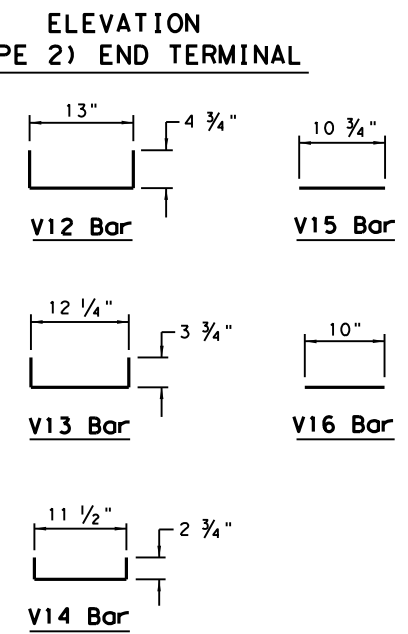 ELEVATION
PE 2) END TERMINAL
13"
4 3/4"
V12 Bar
10 3/4"
V15 Bar
12 1/4"
3 3/4"
V13 Bar
10"
V16 Bar
11 1/2"
2 3/4"
V14 Bar